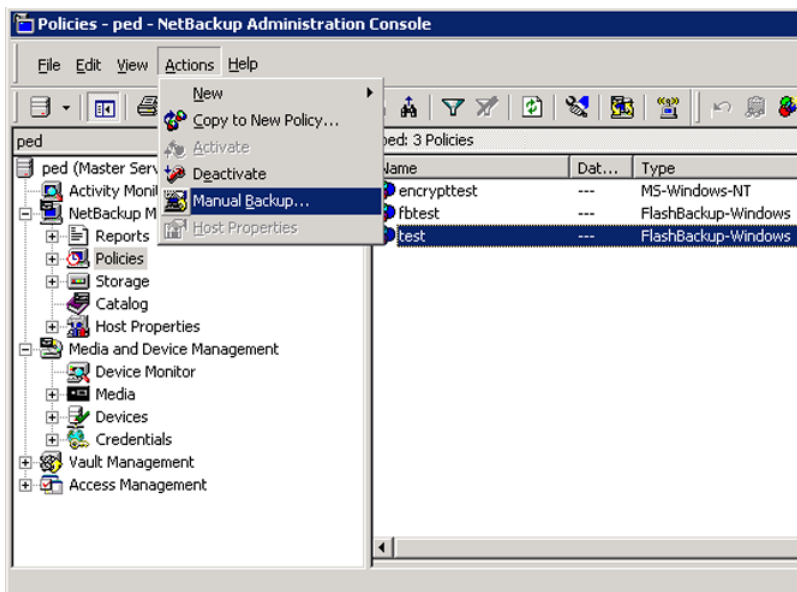 Policies - ped - NetBackup Administration Console
File Edit View Actions Help
New
Copy to New Policy...
Activate
Deactivate
Manual Backup...
Host Properties
ped
ped: 3 Policies
Name Dat... Type
encrypttest --- MS-Windows-NT
fbtest --- FlashBackup-Windows
test --- FlashBackup-Windows
ped (Master Serv
Activity Monit
NetBackup M
Reports
Policies
Storage
Catalog
Host Properties
Media and Device Management
Device Monitor
Media
Devices
Credentials
Vault Management
Access Management